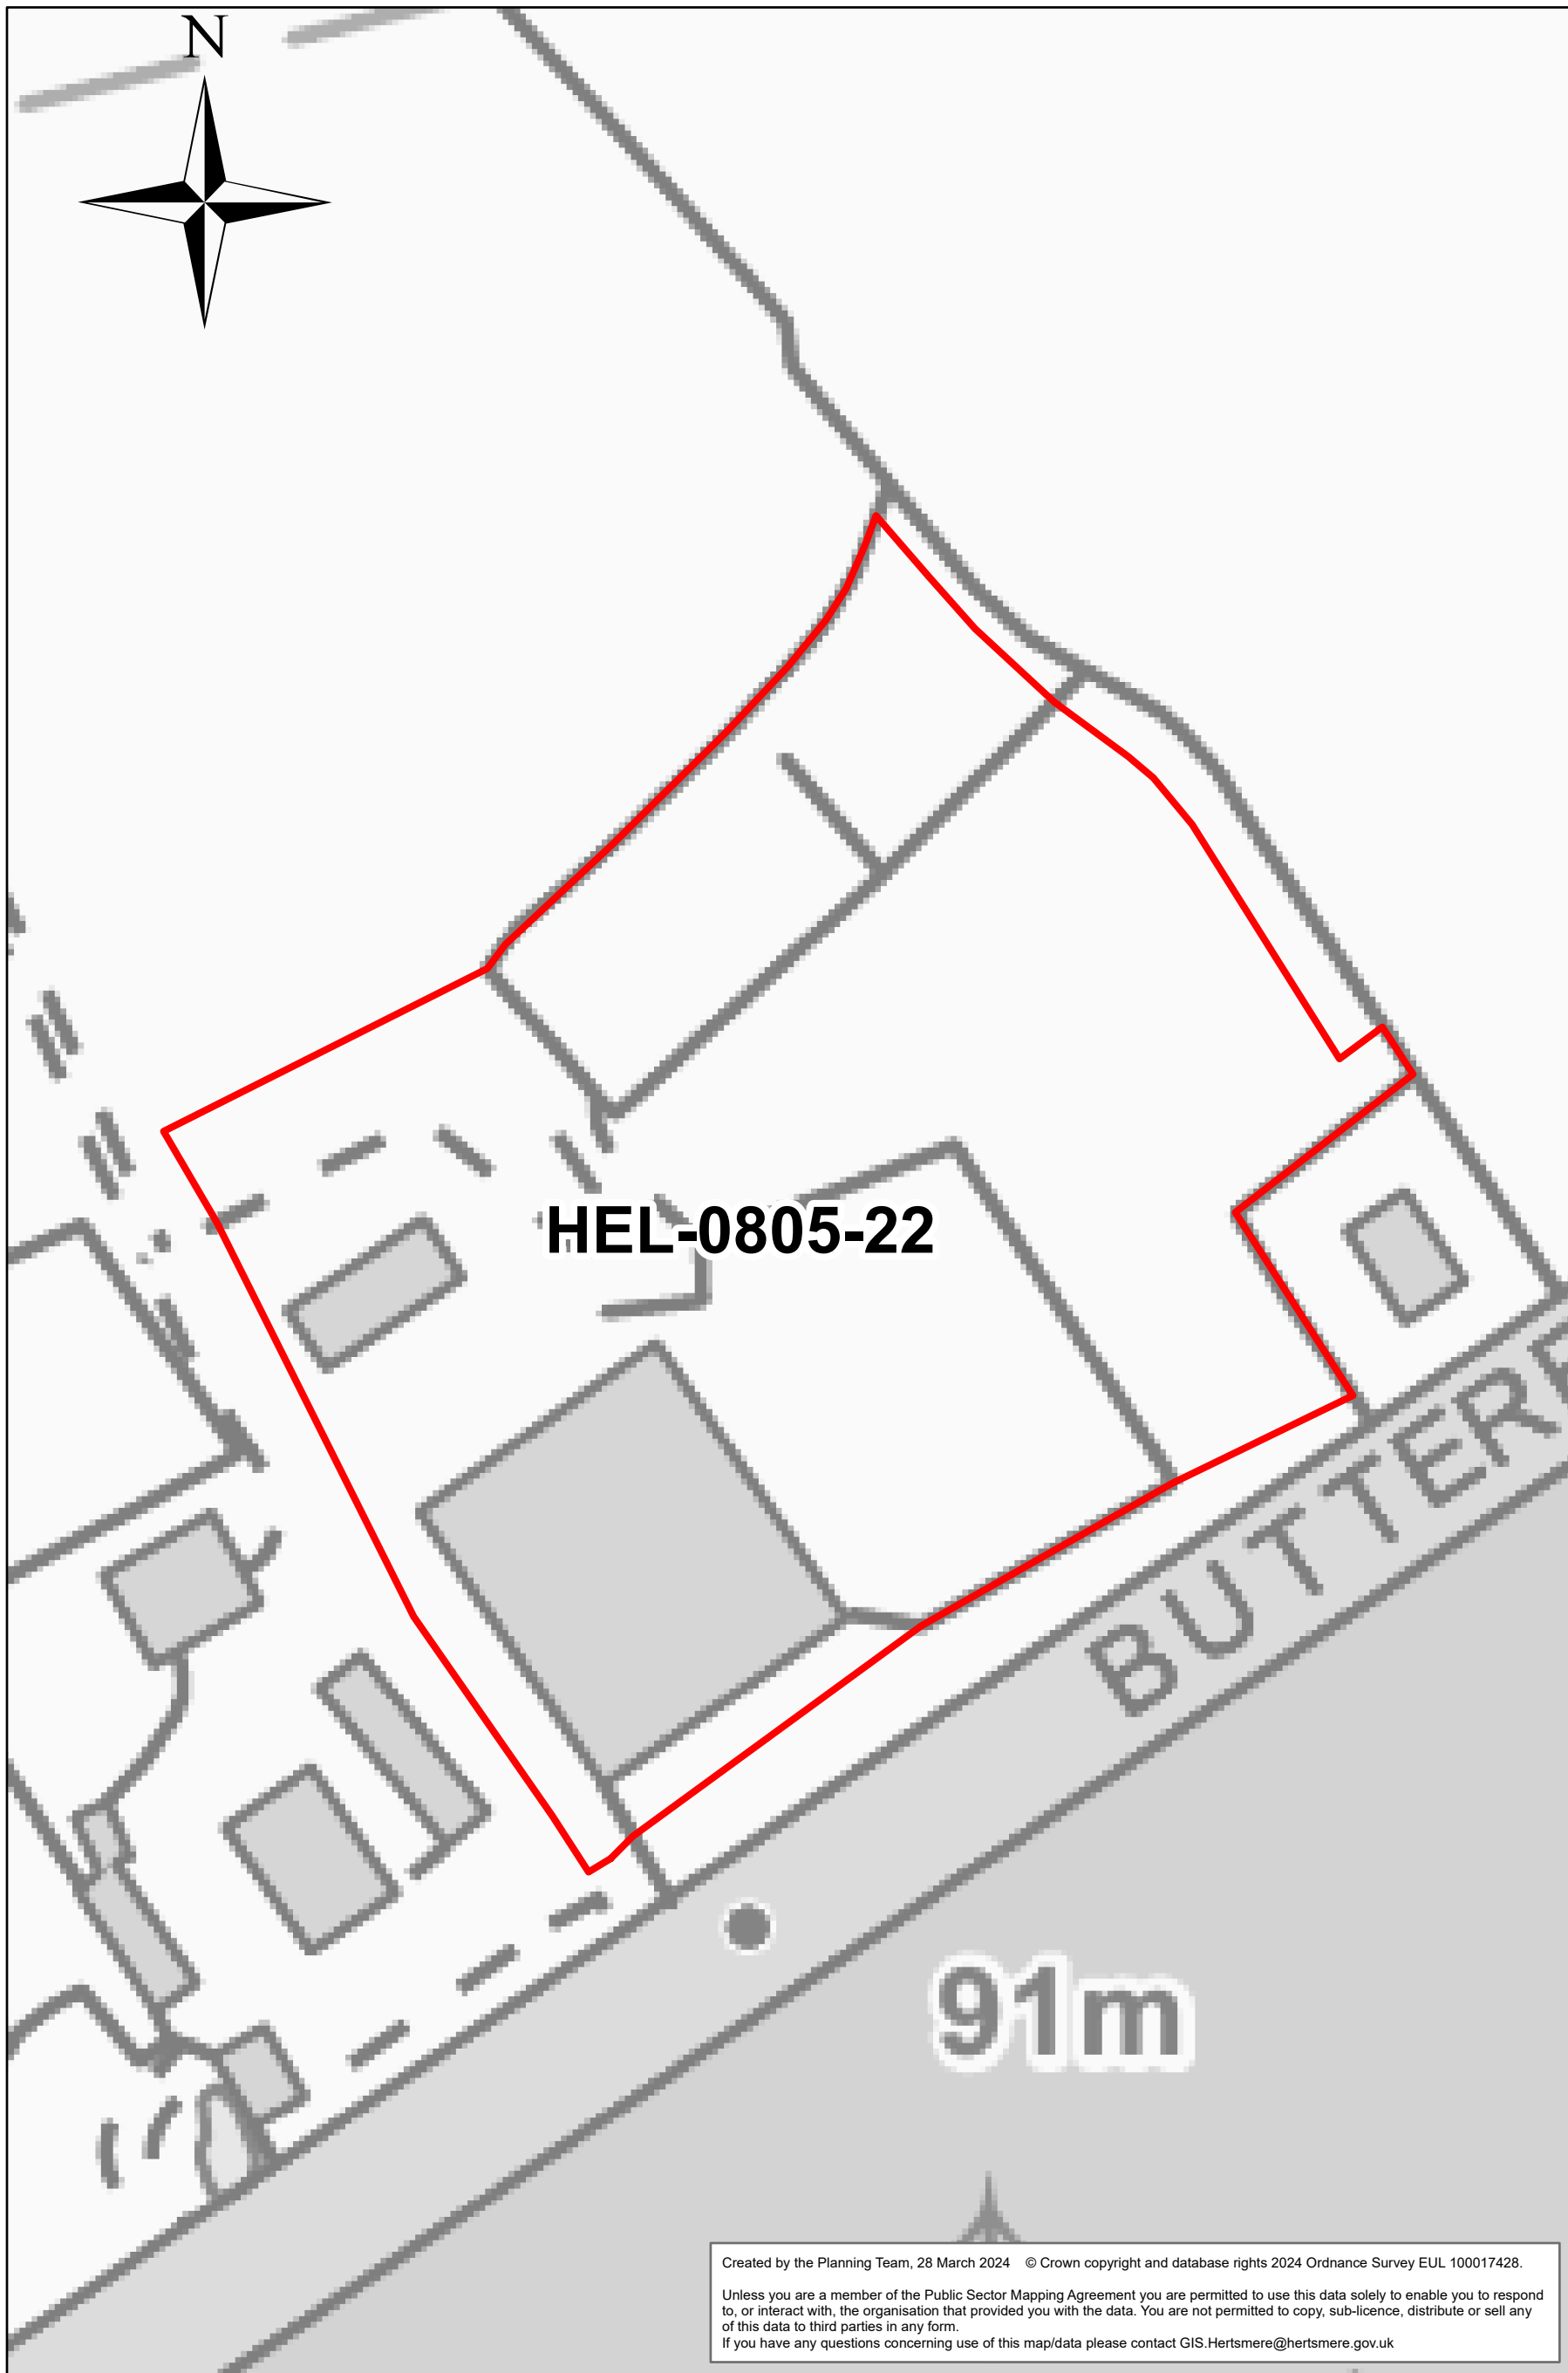 N
HEL-0805-22
BUTTER
91m
Created by the Planning Team, 28 March 2024 © Crown copyright and database rights 2024 Ordnance Survey EUL 100017428.
Unless you are a member of the Public Sector Mapping Agreement you are permitted to use this data solely to enable you to respond
to, or interact with, the organisation that provided you with the data. You are not permitted to copy, sub-licence, distribute or sell any
of this data to third parties in any form.
If you have any questions concerning use of this map/data please contact GIS.Hertsmere@hertsmere.gov.uk